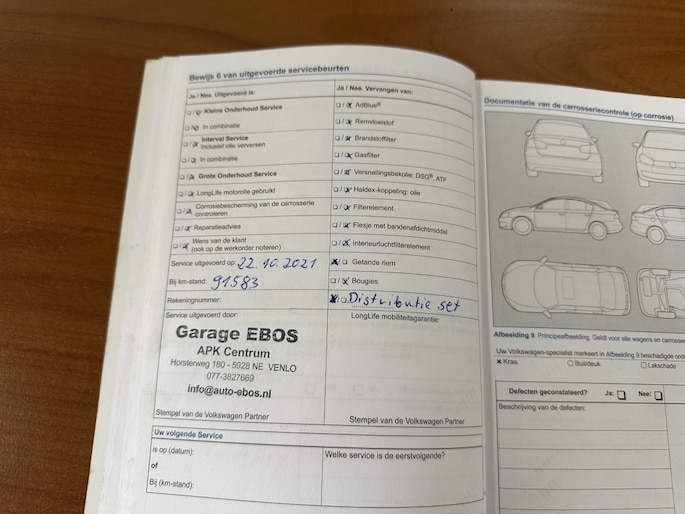 Bewijs 6 van uitgevoerde servicebeurten
Ja / Nee. Uitgevoerd is:
Kleine Onderhoud Service
In combinatie
Interval Service
Inclusief olie verversen
In combinatie
Grote Onderhoud Service
LongLife motorolie gebruikt
Corrosiebescherming van de carrosserie
controleren
Reparatieadvies
Wens van de klant
(ook op de werkorder noteren)
Service uitgevoerd op: 22.10.2021
Bij km-stand: 91583
Rekeningnummer:
Service uitgevoerd door:
Garage EBOS
APK Centrum
Horsterweg 180 - 5928 NE VENLO
077-3827669
info@auto-ebos.nl
Stempel van de Volkswagen Partner
Ja / Nee. Vervangen van:
AdBlue®
Remvloeistof
Brandstoffilter
Gasfilter
Versnellingsbakolie: DSG®, ATF
Haldex-koppeling: olie
Filterelement
Flesje met bandenafdichtmiddel
Interieurluchtfilterelement
Getande riem
Bougies
Distributie set
LongLife mobiliteitsgarantie:
Stempel van de Volkswagen Partner
Uw volgende Service
is op (datum):
of
Bij (km-stand):
Welke service is de eerstvolgende?
Documentatie van de carrosseriecontrole (op corrosie)
Afbeelding 9 Principeafbeelding. Geldt voor alle wagens en
Uw Volkswagen-specialist markeert in Afbeelding 9 beschadigde
Kras
Buil/deuk
Lakschade
Defecten geconstateerd? Ja: Nee:
Beschrijving van de defecten: